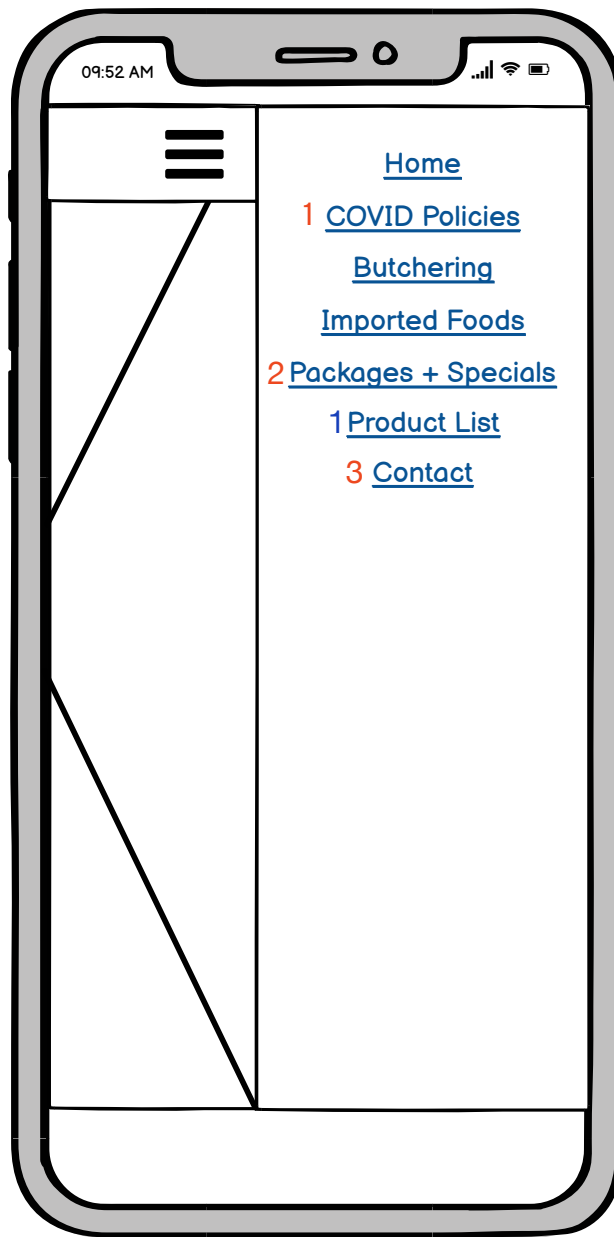 09:52 AM
Home
1 COVID Policies
Butchering
Imported Foods
2 Packages + Specials
1 Product List
3 Contact